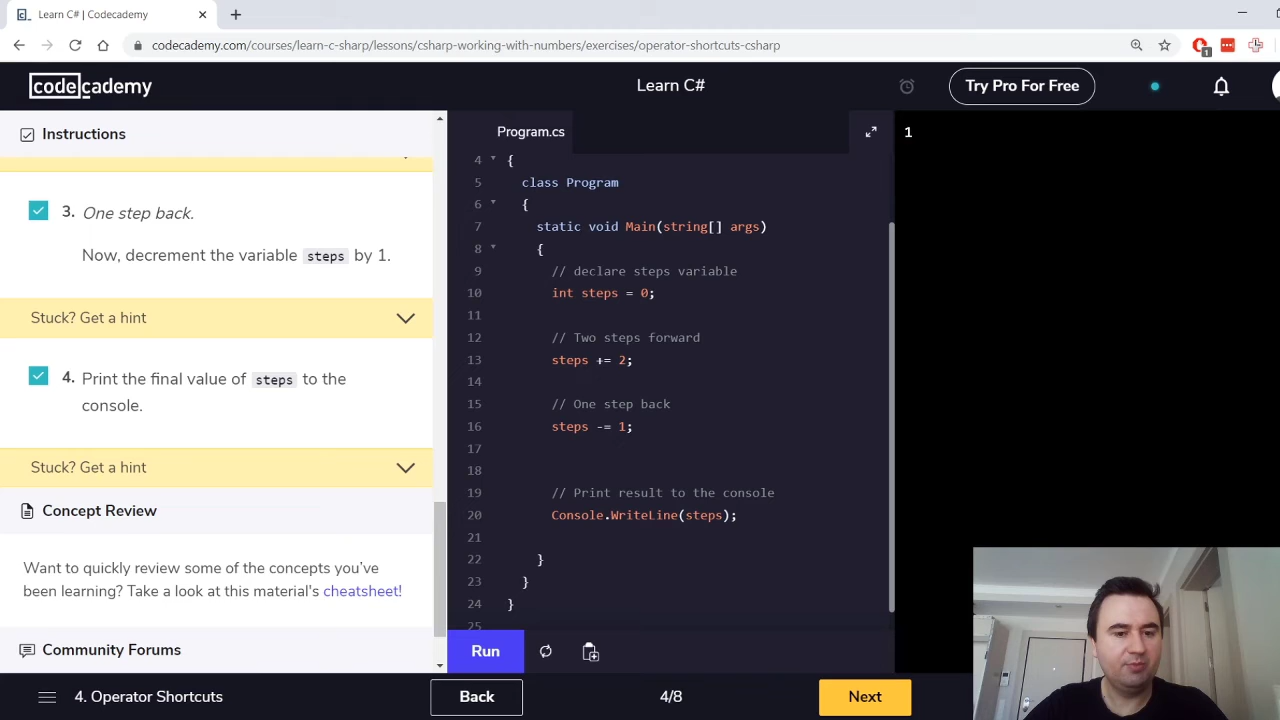 Learn C# | Codecademy
codecademy.com/courses/learn-c-sharp/lessons/csharp-working-with-numbers/exercises/operator-shortcuts-csharp
1
codecademy
Learn C#
Try Pro For Free
Instructions
3. One step back.
Now, decrement the variable steps by 1.
Stuck? Get a hint
4. Print the final value of steps to the
console.
Stuck? Get a hint
Concept Review
Want to quickly review some of the concepts you've
been learning? Take a look at this material's cheatsheet!
Community Forums
Program.cs
4 {
5 class Program
6 {
7 static void Main(string[] args)
8 {
9 // declare steps variable
10 int steps = 0;
11
12 // Two steps forward
13 steps += 2;
14
15 // One step back
16 steps -= 1;
17
18
19 // Print result to the console
20 Console.WriteLine(steps);
21
22 }
23 }
24 }
25
1
Run
4. Operator Shortcuts
Back
4/8
Next